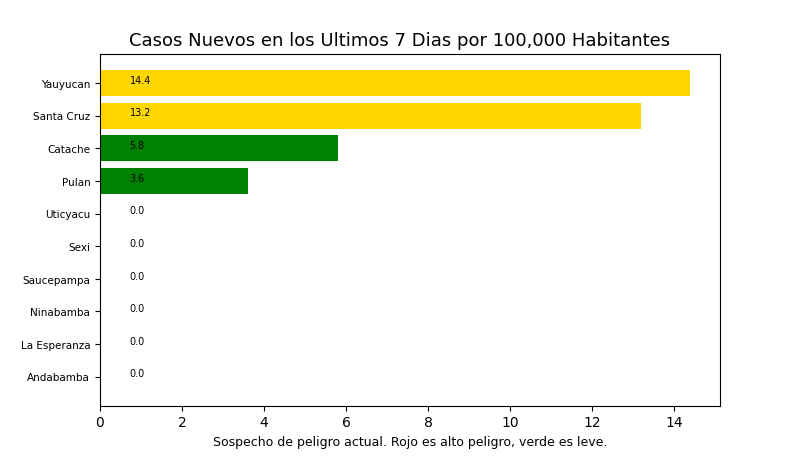 Casos Nuevos en los Ultimos 7 Dias por 100,000 Habitantes
Yauyucan 14.4
Santa Cruz 13.2
Catache 5.8
Pulan 3.6
Uticyacu 0.0
Sexi 0.0
Saucepampa 0.0
Ninabamba 0.0
La Esperanza 0.0
Andabamba 0.0
0 2 4 6 8 10 12 14
Sospecho de peligro actual. Rojo es alto peligro, verde es leve.